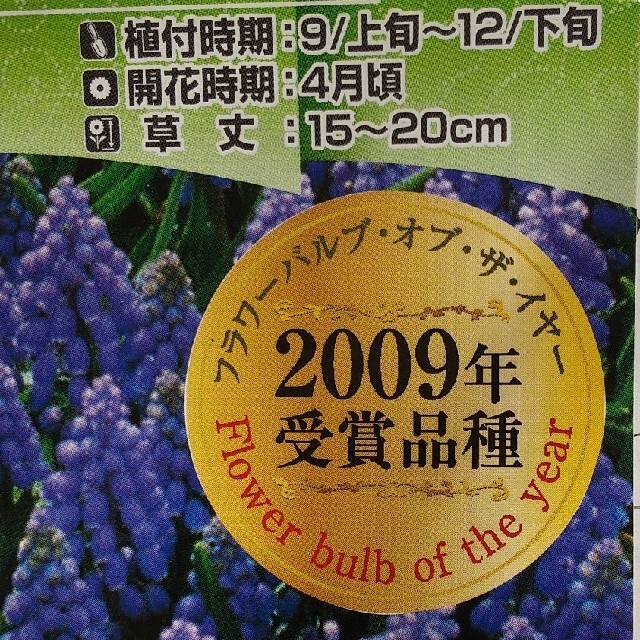 植付時期:9/上旬~12/下旬
開花時期:4月頃
草丈:15~20cm
フラワーバルブ・オブ・ザ・イヤー
2009年
受賞品種
Flower bulb of the year